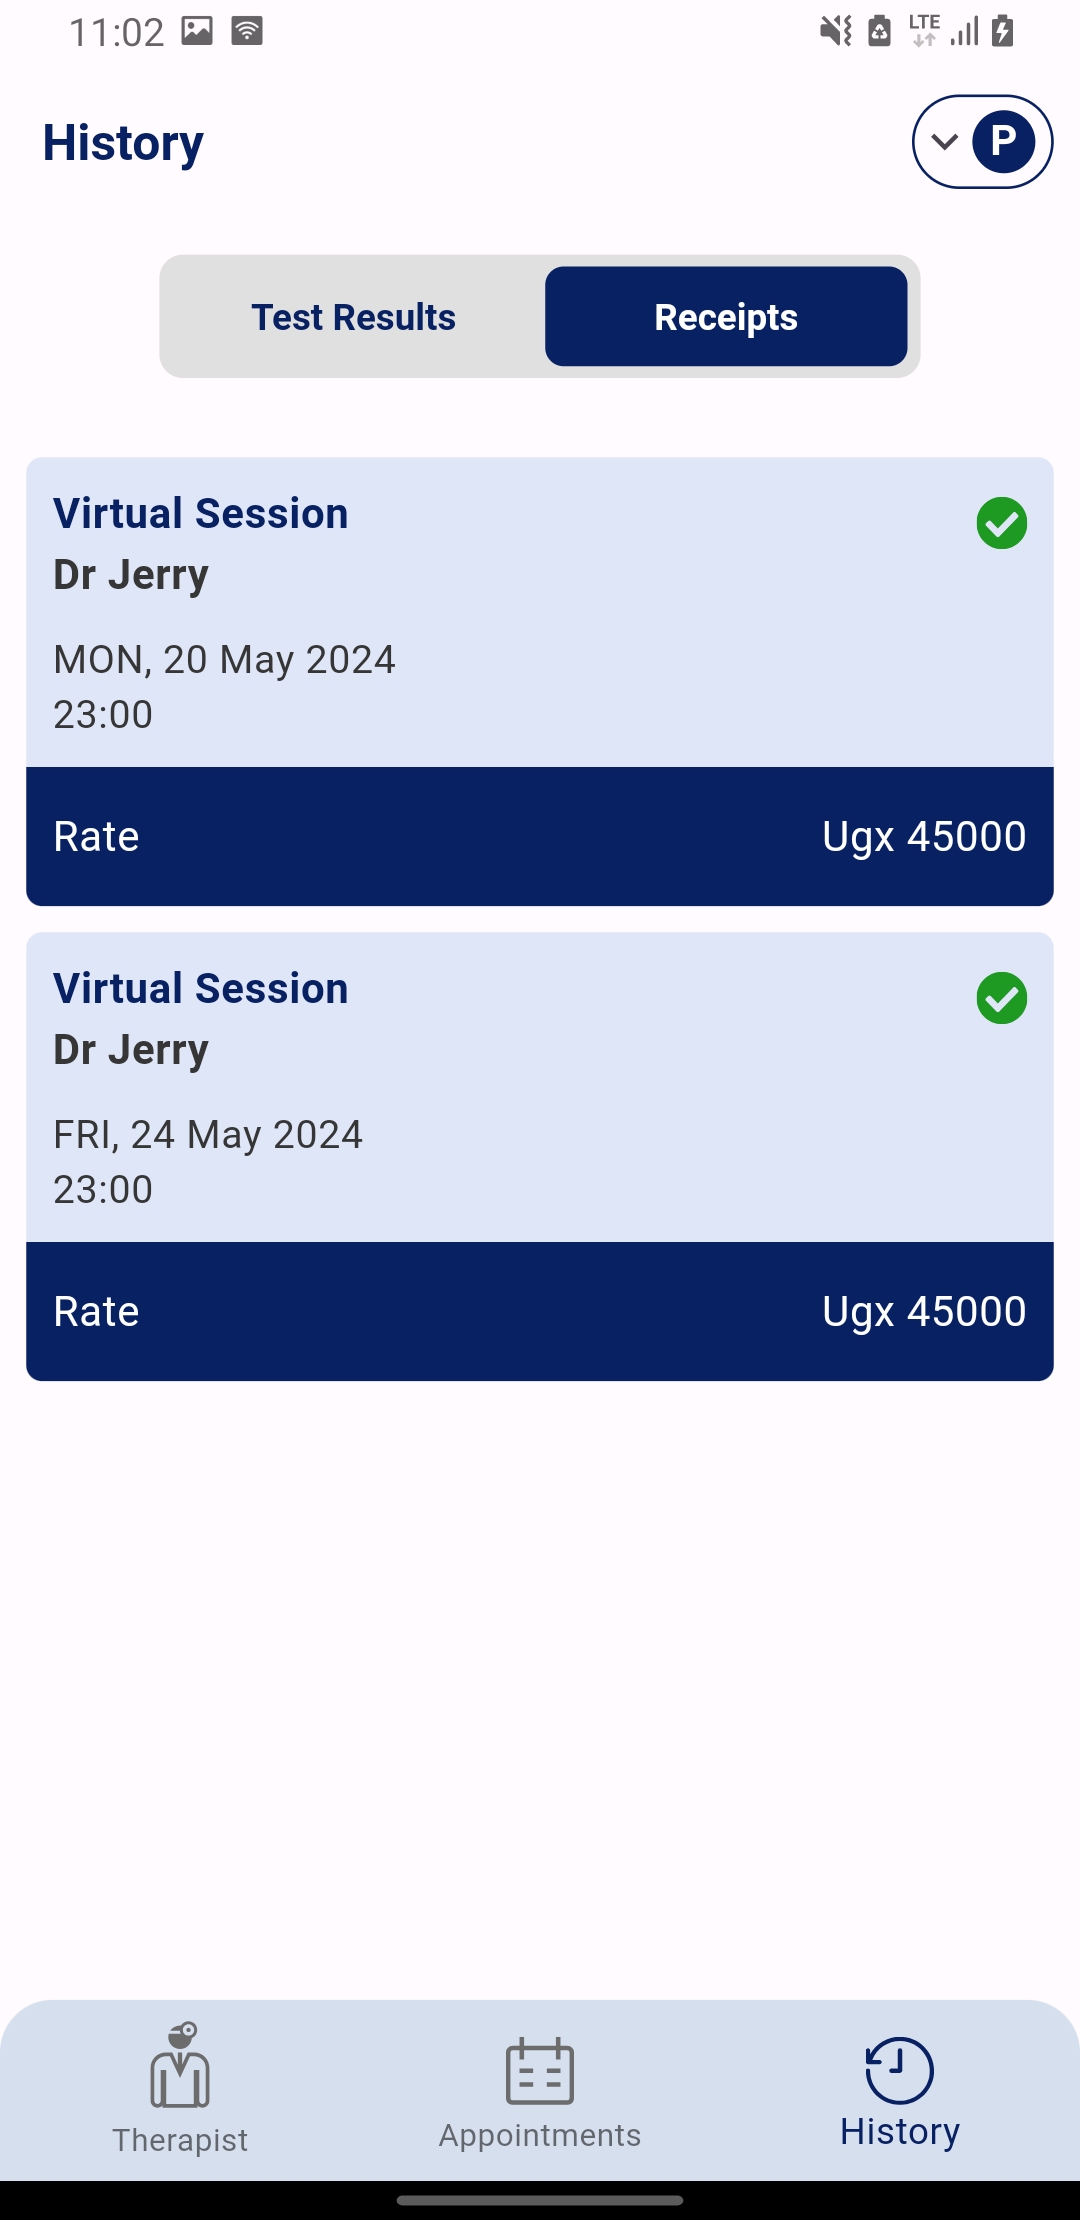 11:02
LTE
History
P
Test Results
Receipts
Virtual Session
Dr Jerry
MON, 20 May 2024
23:00
Rate
Ugx 45000
Virtual Session
Dr Jerry
FRI, 24 May 2024
23:00
Rate
Ugx 45000
Therapist
Appointments
History